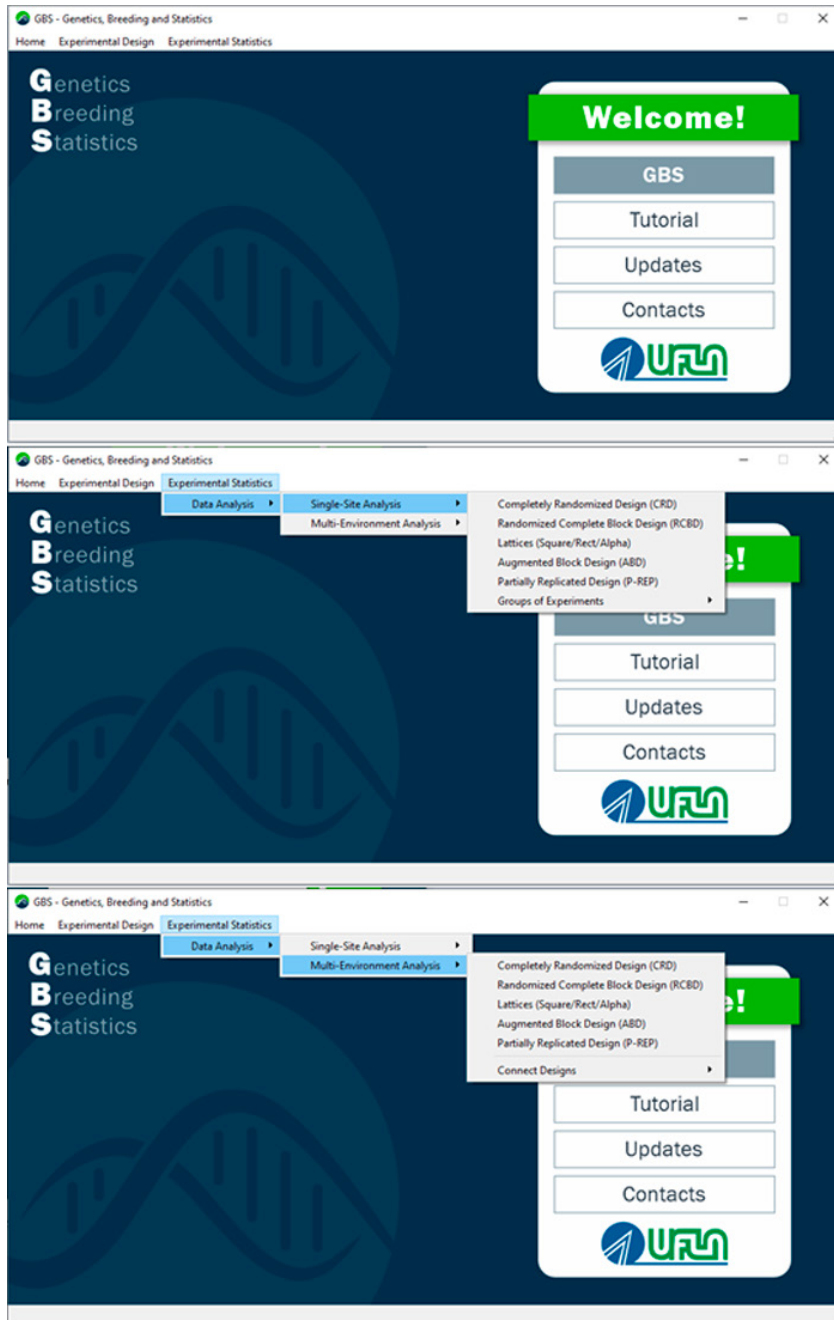 GBS - Genetics, Breeding and Statistics
Home Experimental Design Experimental Statistics
Genetics
Breeding
Statistics
Welcome!
GBS
Tutorial
Updates
Contacts
GBS - Genetics, Breeding and Statistics
Home Experimental Design Experimental Statistics
Data Analysis
Single-Site Analysis
Multi-Environment Analysis
Completely Randomized Design (CRD)
Randomized Complete Block Design (RCBD)
Lattices (Square/Rect/Alpha)
Augmented Block Design (ABD)
Partially Replicated Design (P-REP)
Groups of Experiments
Genetics
Breeding
Statistics
e!
GBS
Tutorial
Updates
Contacts
GBS - Genetics, Breeding and Statistics
Home Experimental Design Experimental Statistics
Data Analysis
Single-Site Analysis
Multi-Environment Analysis
Completely Randomized Design (CRD)
Randomized Complete Block Design (RCBD)
Lattices (Square/Rect/Alpha)
Augmented Block Design (ABD)
Partially Replicated Design (P-REP)
Connect Designs
Genetics
Breeding
Statistics
!
Tutorial
Updates
Contacts